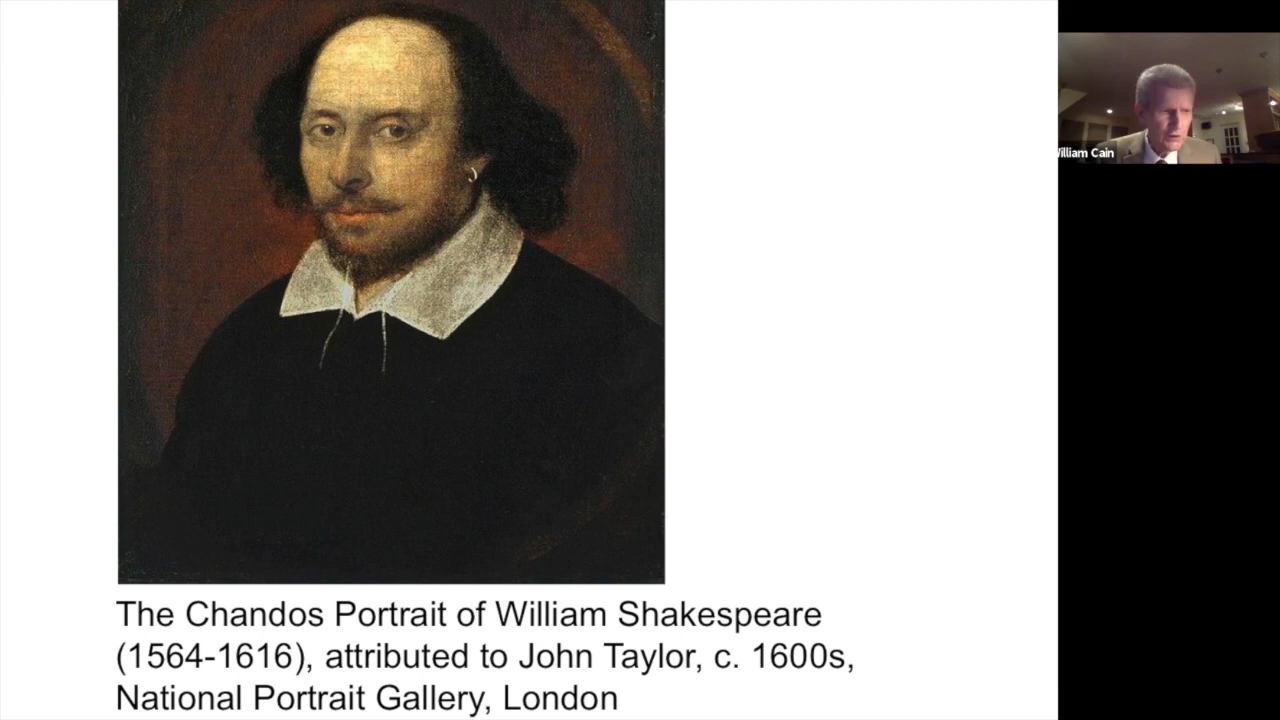 The Chandos Portrait of William Shakespeare
(1564-1616), attributed to John Taylor, c. 1600s,
National Portrait Gallery, London
William Cain